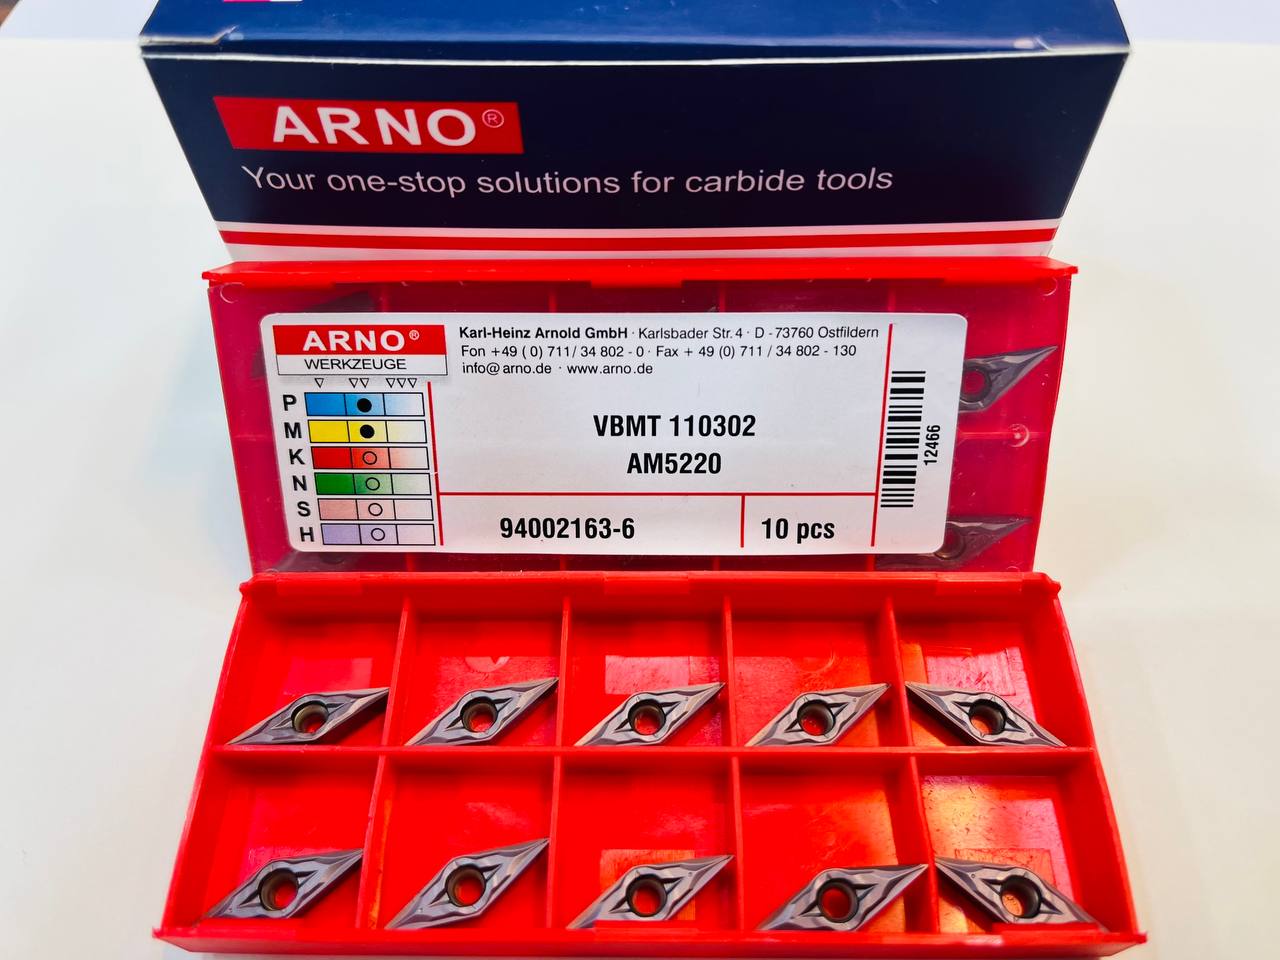 ARNO®
Your one-stop solutions for carbide tools
ARNO®
WERKZEUGE
Karl-Heinz Arnold GmbH · Karlsbader Str. 4 · D - 73760 Ostfildern
Fon +49 ( 0) 711/ 34 802 - 0 · Fax + 49 (0) 711 / 34 802 - 130
info@arno.de · www.arno.de
P
M
K
N
S
H
VBMT 110302
AM5220
94002163-6
10 pcs
12466